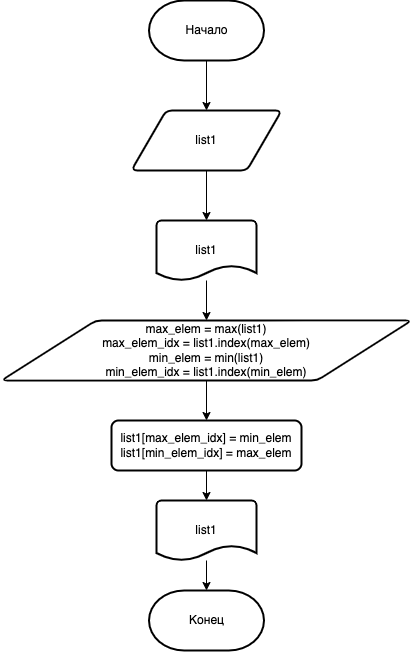 Начало
list1
list1
max_elem = max(list1)
max_elem_idx = list1.index(max_elem)
min_elem = min(list1)
min_elem_idx = list1.index(min_elem)
list1[max_elem_idx] = min_elem
list1[min_elem_idx] = max_elem
list1
Конец